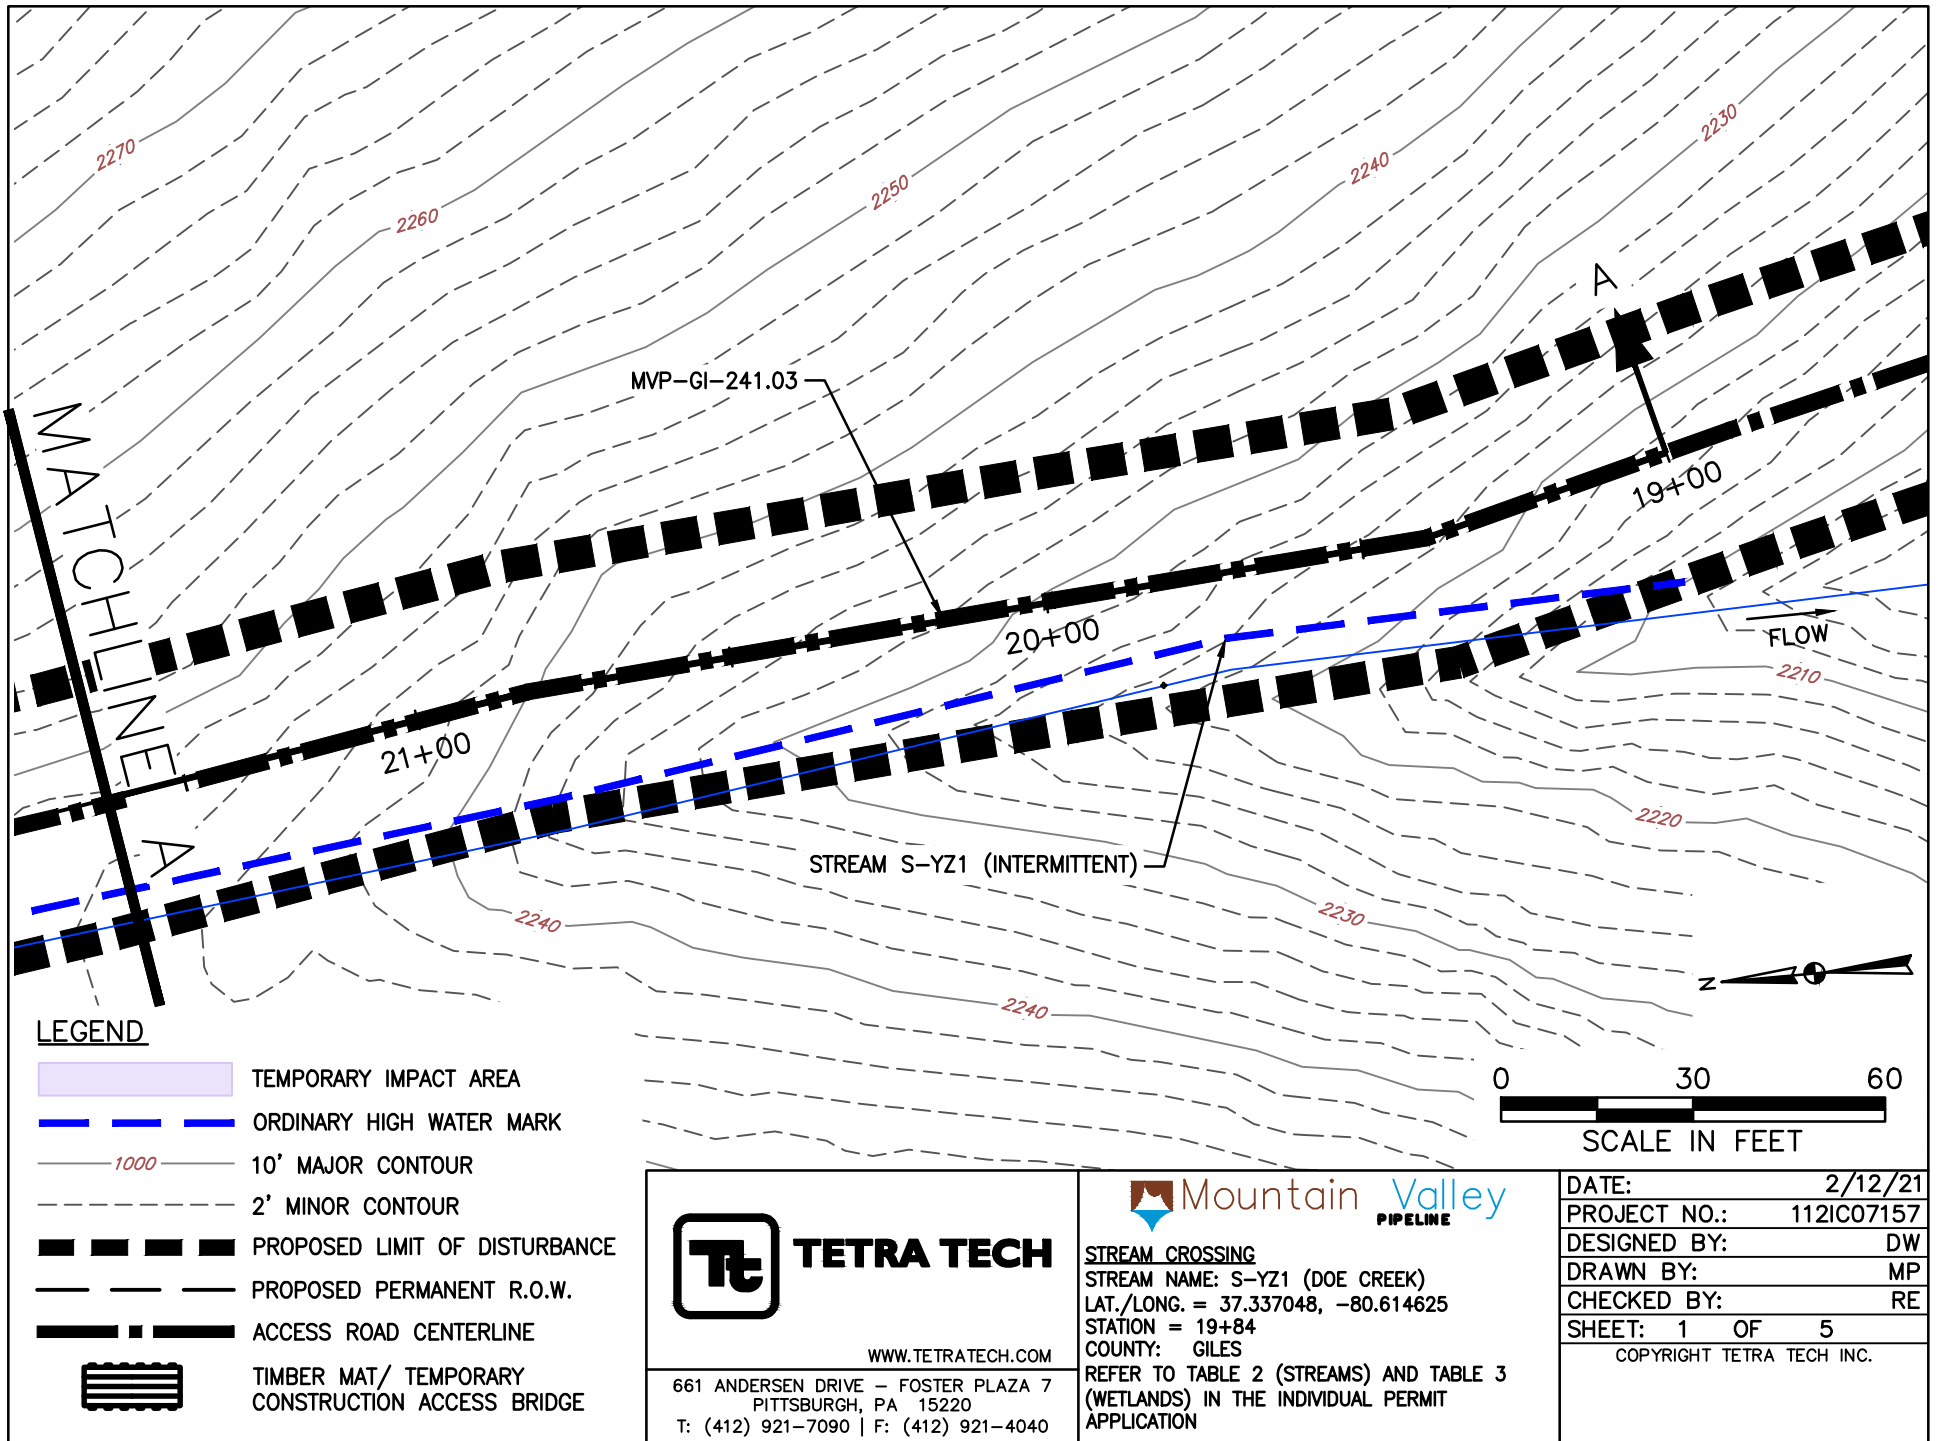 2270
2260
2250
2240
2230
A
MVP-GI-241.03
MATCHLINE
19+00
20+00
21+00
FLOW
2210
A
STREAM S-YZ1 (INTERMITTENT)
2220
2240
2230
2240
N
LEGEND
TEMPORARY IMPACT AREA
ORDINARY HIGH WATER MARK
1000
10' MAJOR CONTOUR
2' MINOR CONTOUR
PROPOSED LIMIT OF DISTURBANCE
PROPOSED PERMANENT R.O.W.
ACCESS ROAD CENTERLINE
TIMBER MAT/ TEMPORARY
CONSTRUCTION ACCESS BRIDGE
0 30 60
SCALE IN FEET
Tt TETRA TECH
WWW.TETRATECH.COM
661 ANDERSEN DRIVE – FOSTER PLAZA 7
PITTSBURGH, PA 15220
T: (412) 921-7090 | F: (412) 921-4040
Mountain Valley
PIPELINE
STREAM CROSSING
STREAM NAME: S-YZ1 (DOE CREEK)
LAT./LONG. = 37.337048, -80.614625
STATION = 19+84
COUNTY: GILES
REFER TO TABLE 2 (STREAMS) AND TABLE 3
(WETLANDS) IN THE INDIVIDUAL PERMIT
APPLICATION
DATE: 2/12/21
PROJECT NO.: 112IC07157
DESIGNED BY: DW
DRAWN BY: MP
CHECKED BY: RE
SHEET: 1 OF 5
COPYRIGHT TETRA TECH INC.